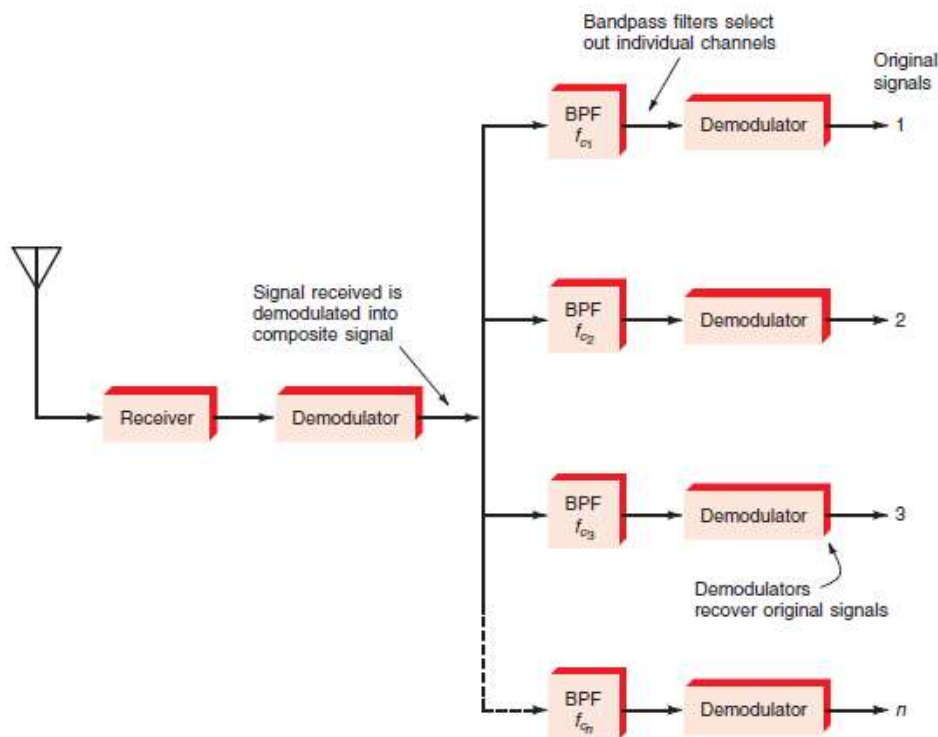 Bandpass filters select
out individual channels
Original
signals
BPF
fc1
Demodulator
1
Signal received is
demodulated into
composite signal
BPF
fc2
Demodulator
2
Receiver
Demodulator
BPF
fc3
Demodulator
3
Demodulators
recover original signals
BPF
fcn
Demodulator
n